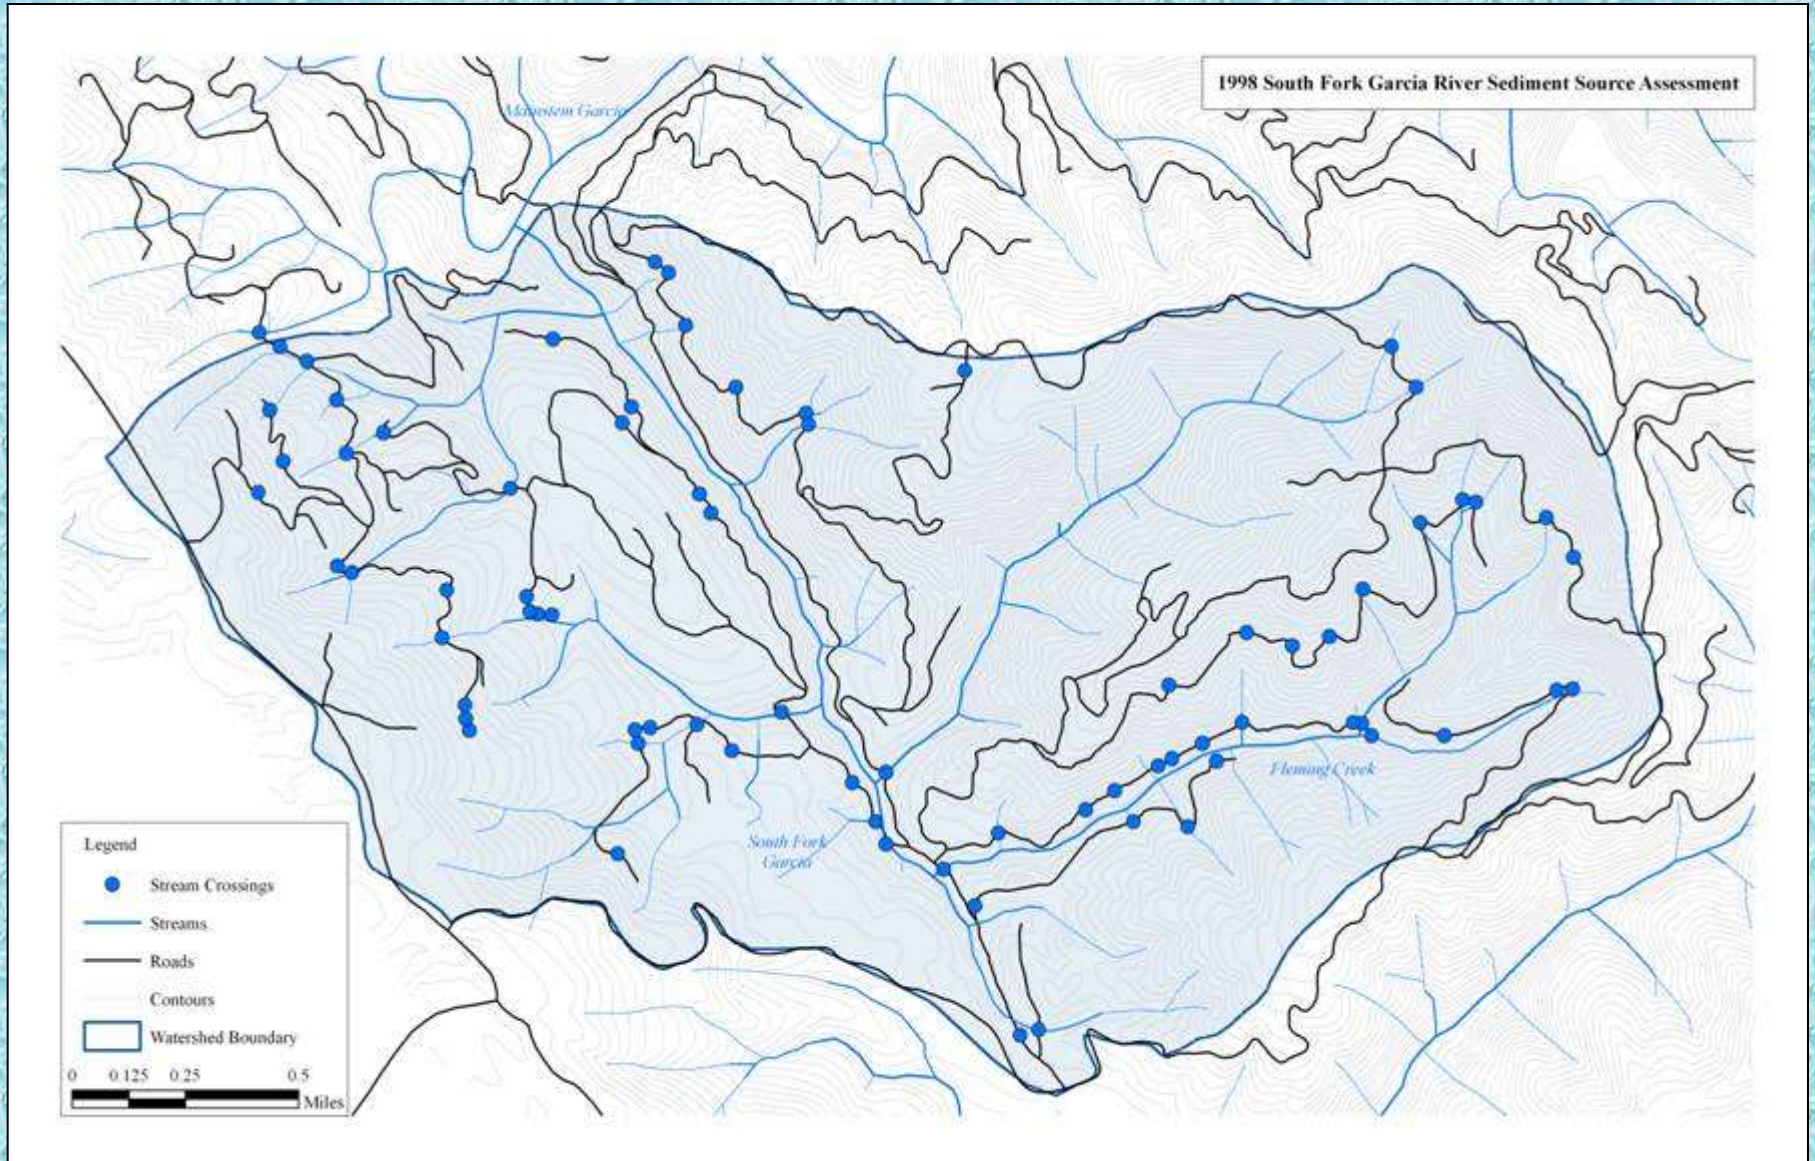 1998 South Fork Garcia River Sediment Source Assessment
Mainstem Garcia
Fleming Creek
South Fork
Garcia
Legend
Stream Crossings
Streams
Roads
Contours
Watershed Boundary
0 0.125 0.25 0.5
Miles